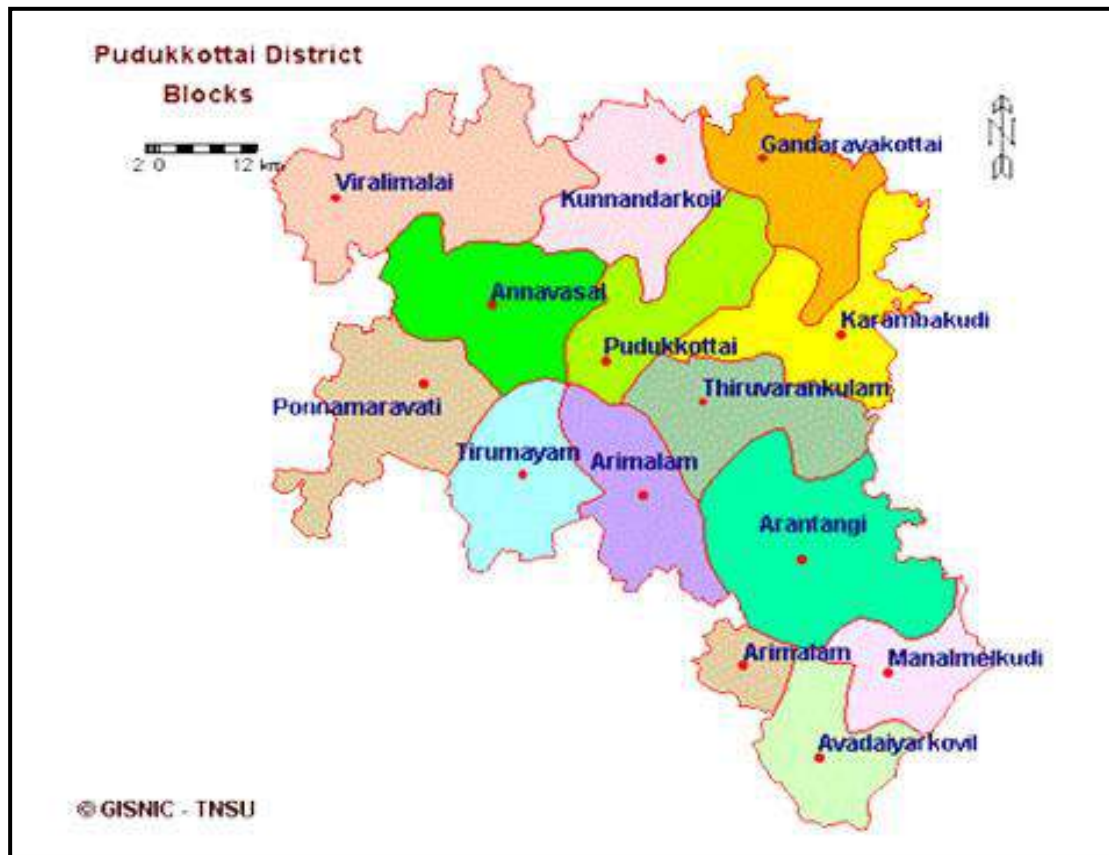 Pudukkottai District
Blocks
2 0 12 km
Gandaravakottai
Viralimalai
Kunnandarkoil
Annavasal
Karambakudi
Pudukkottai
Thiruvarankulam
Ponnamaravati
Tirumayam
Arimalam
Arantangi
Arimalam
Manalmelkudi
Avadaiyarkovil
© GISNIC - TNSU